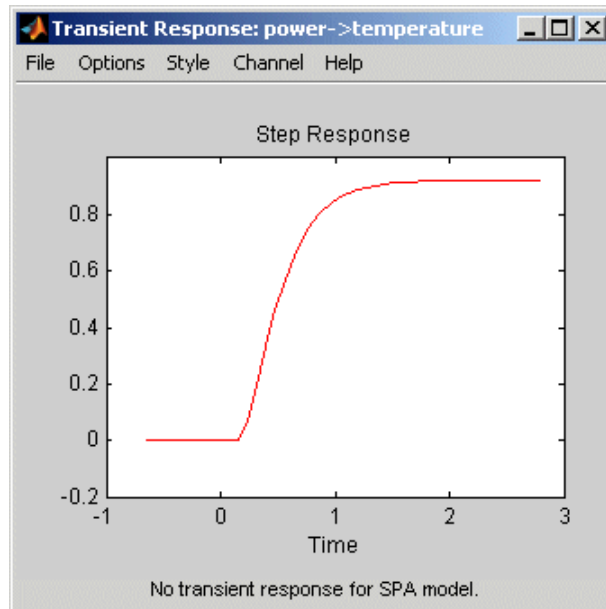 Transient Response: power->temperature
File Options Style Channel Help
Step Response
0.8
0.6
0.4
0.2
0
-0.2
-1 0 1 2 3
Time
No transient response for SPA model.